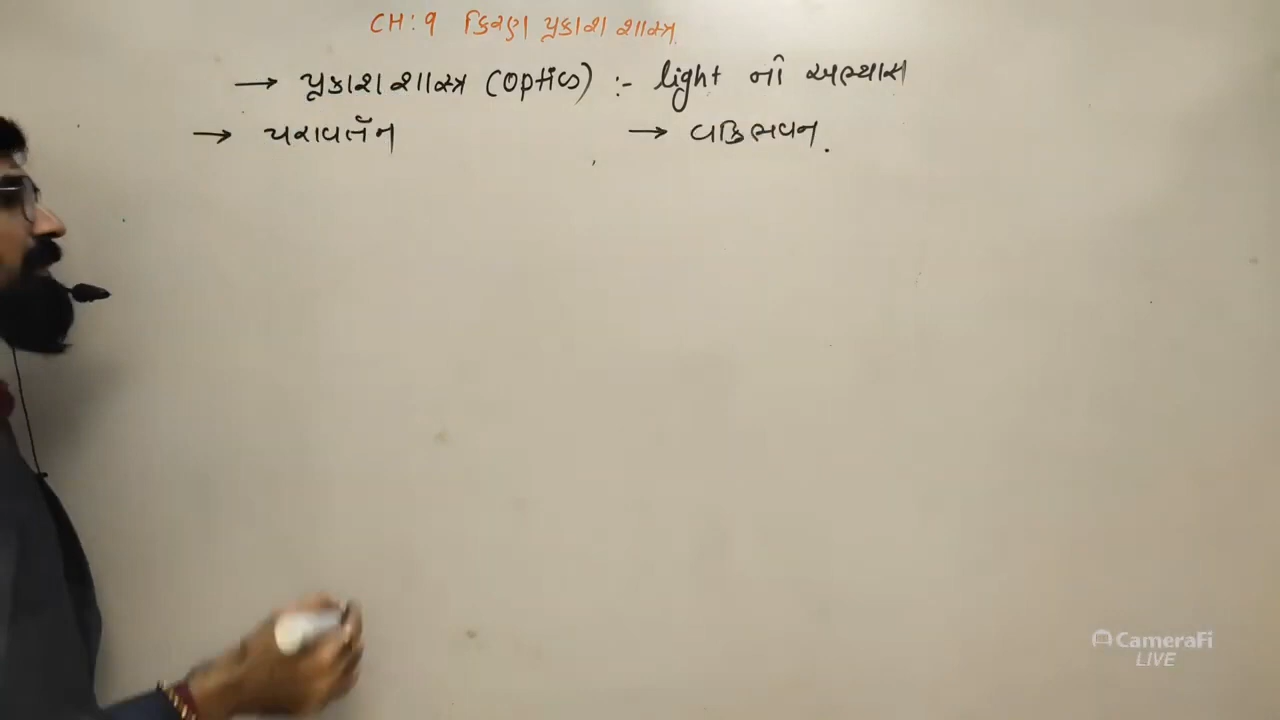 CH: 9 કિરણ પ્રકાશ શાસ્ત્ર
→ પ્રકાશ શાસ્ત્ર (Optics) :- light નો અભ્યાસ
→ પરાવર્તન → વક્રિભવન.
CameraFi
LIVE